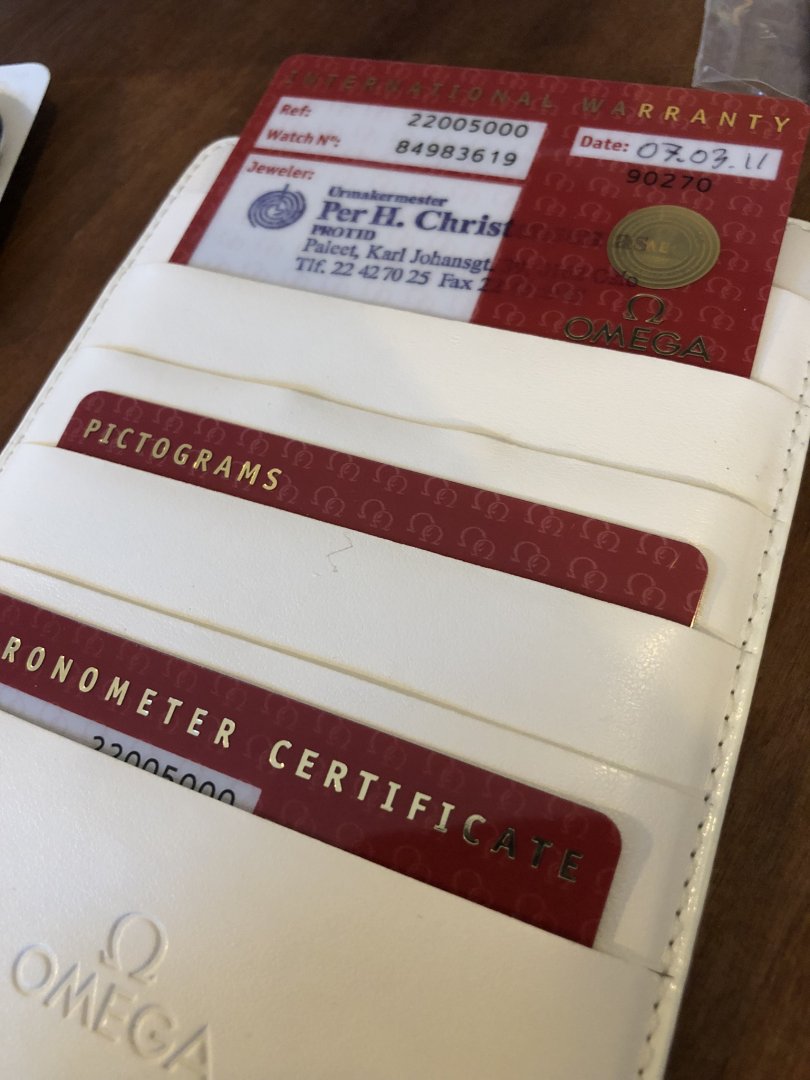 INTERNATIONAL WARRANTY
Ref: 22005000
Watch Nº: 84983619
Date: 07.03.11
90270
Jeweler:
Urmakermester
Per H. Christ
PROTID
Paleet, Karl Johansgt.
Tlf. 22 42 70 25 Fax 2
Ω
OMEGA
PICTOGRAMS
RONOMETER CERTIFICATE
22005000
Ω
OMEGA